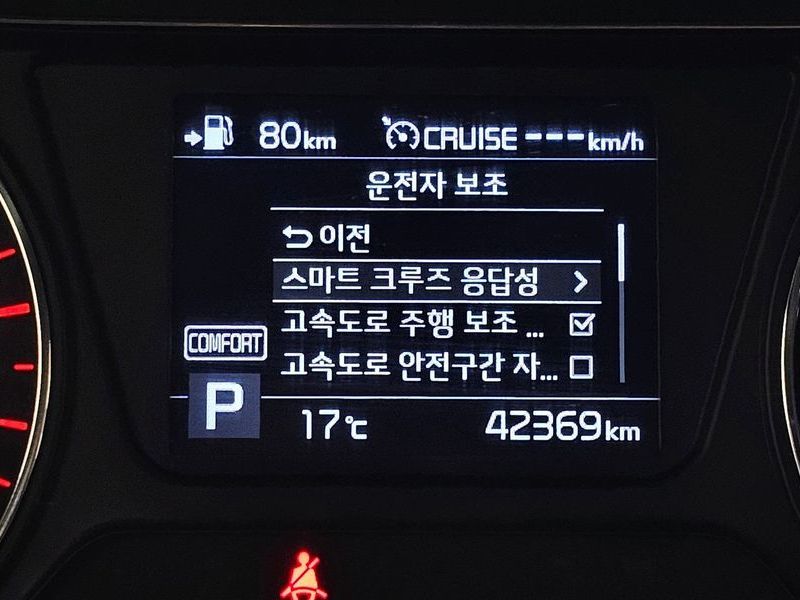 80km CRUISE ---km/h
운전자 보조
이전
스마트 크루즈 응답성 >
고속도로 주행 보조 ...
COMFORT
고속도로 안전구간 자...
P 17℃ 42369km